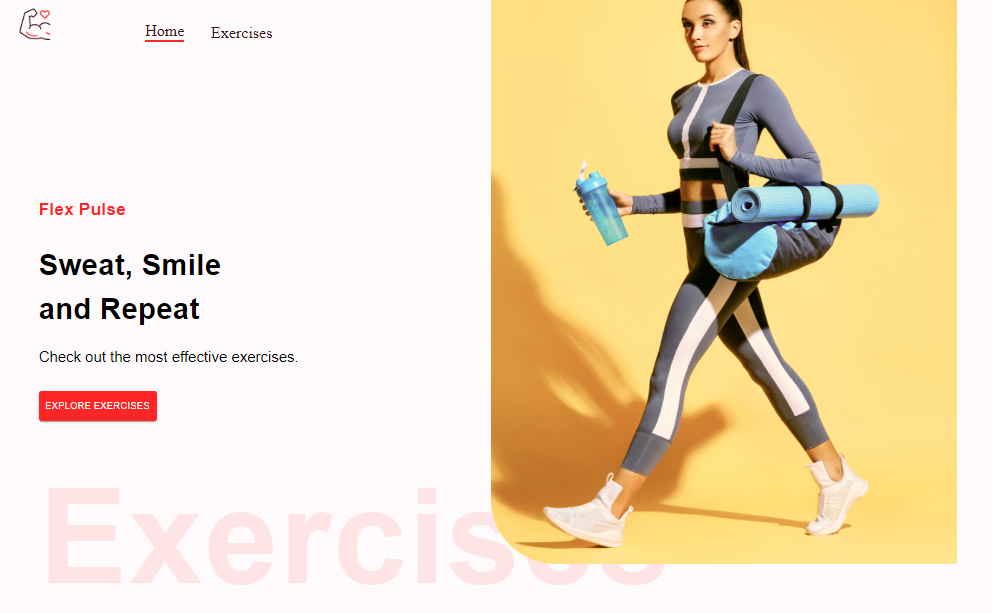 Home Exercises
Flex Pulse
Sweat, Smile
and Repeat
Check out the most effective exercises.
EXPLORE EXERCISES
Exercises